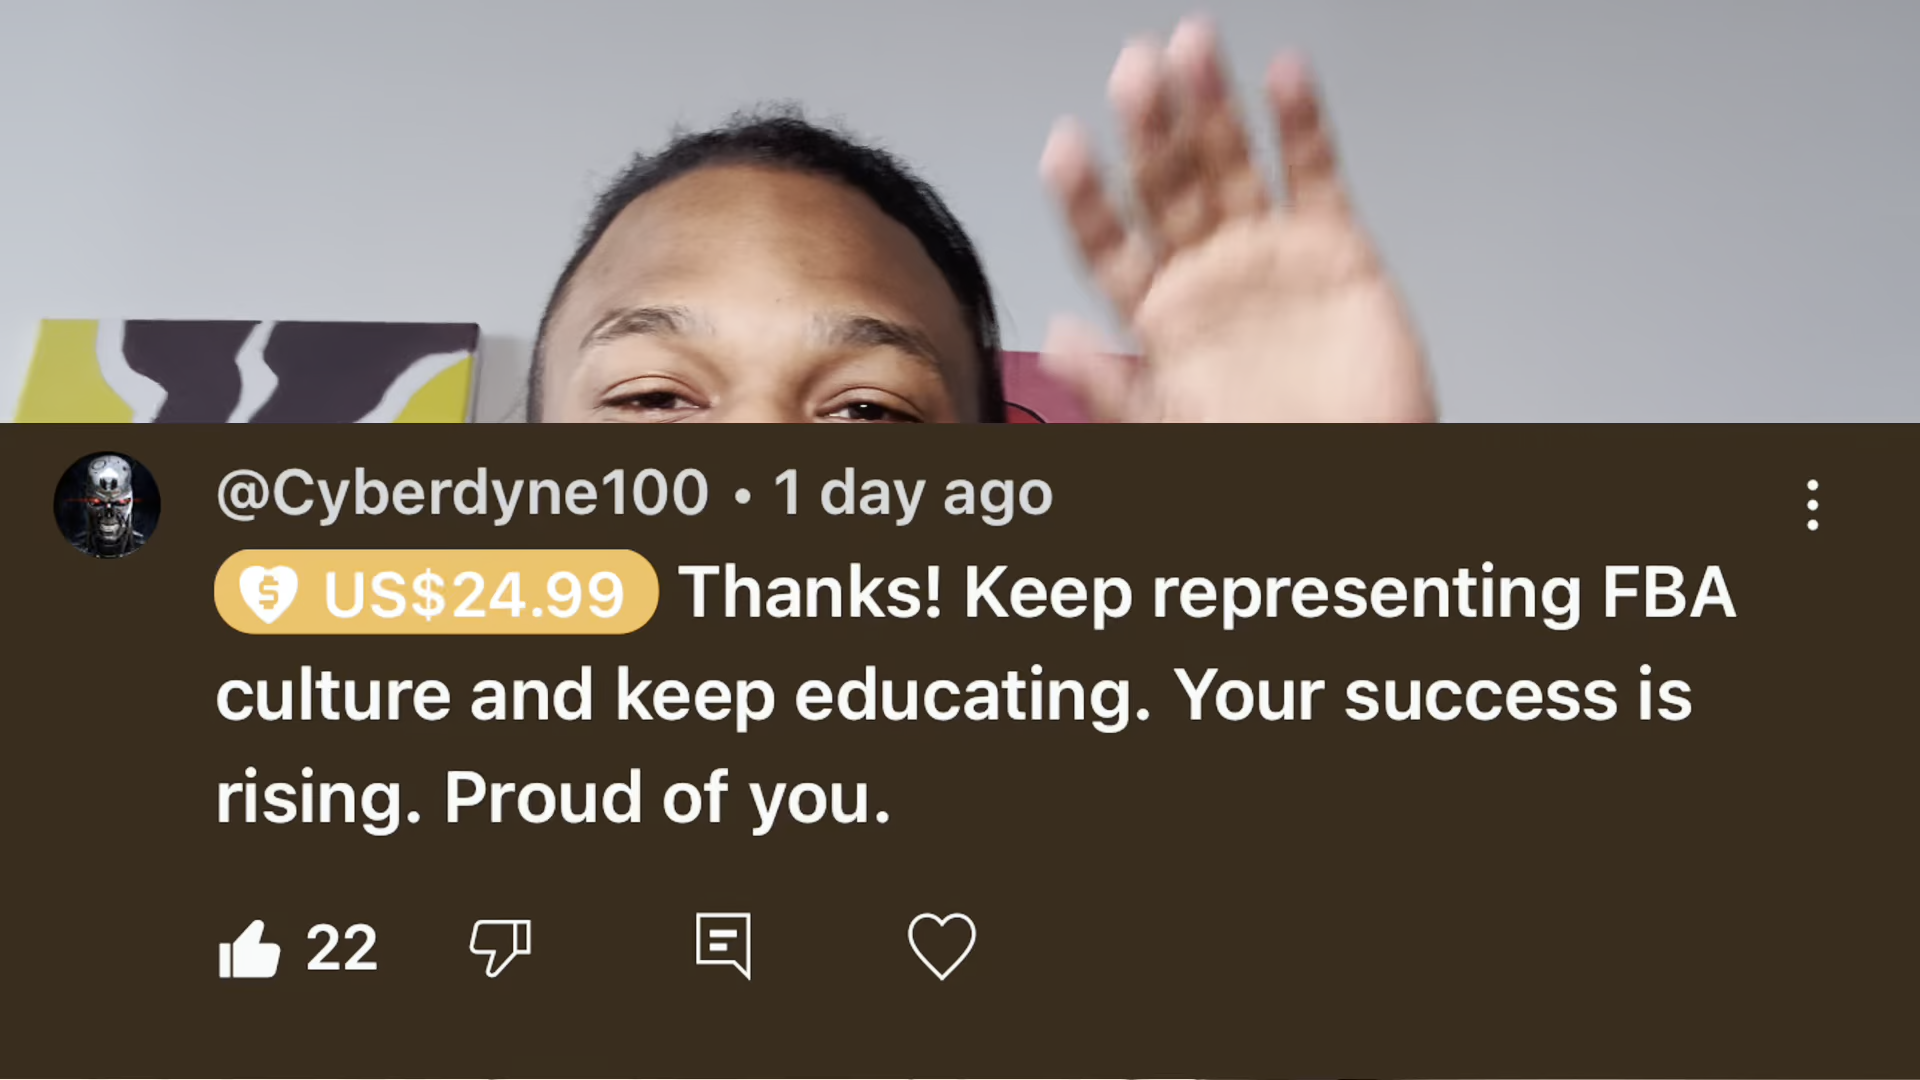 @Cyberdyne100 • 1 day ago
US$24.99 Thanks! Keep representing FBA
culture and keep educating. Your success is
rising. Proud of you.
22